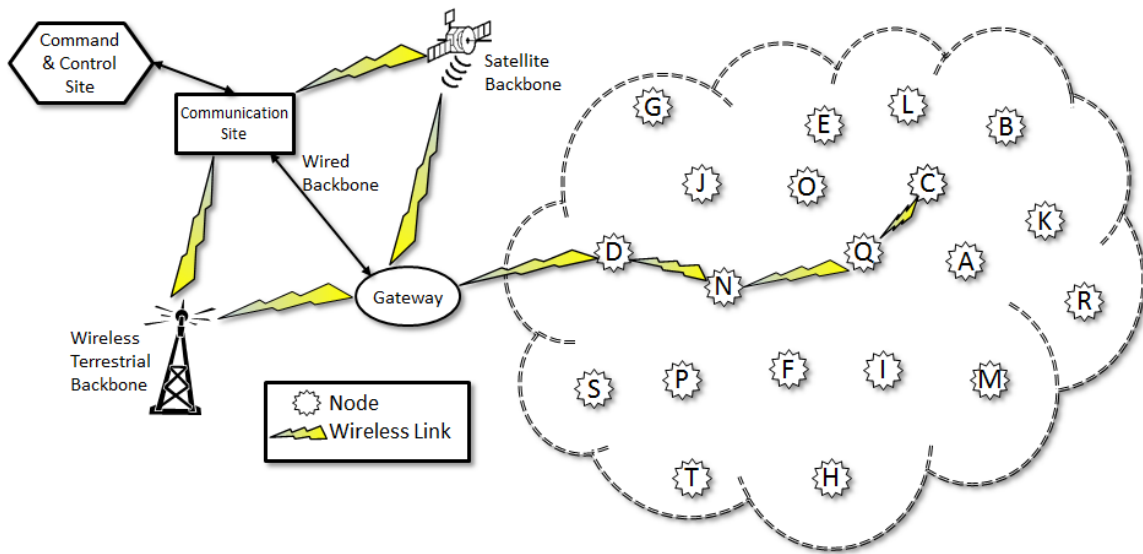 Command
& Control
Site
Communication
Site
Satellite
Backbone
Wired
Backbone
Gateway
Wireless
Terrestrial
Backbone
Node
Wireless Link
G
E
L
B
J
O
C
K
D
Q
A
N
R
S
P
F
I
M
T
H